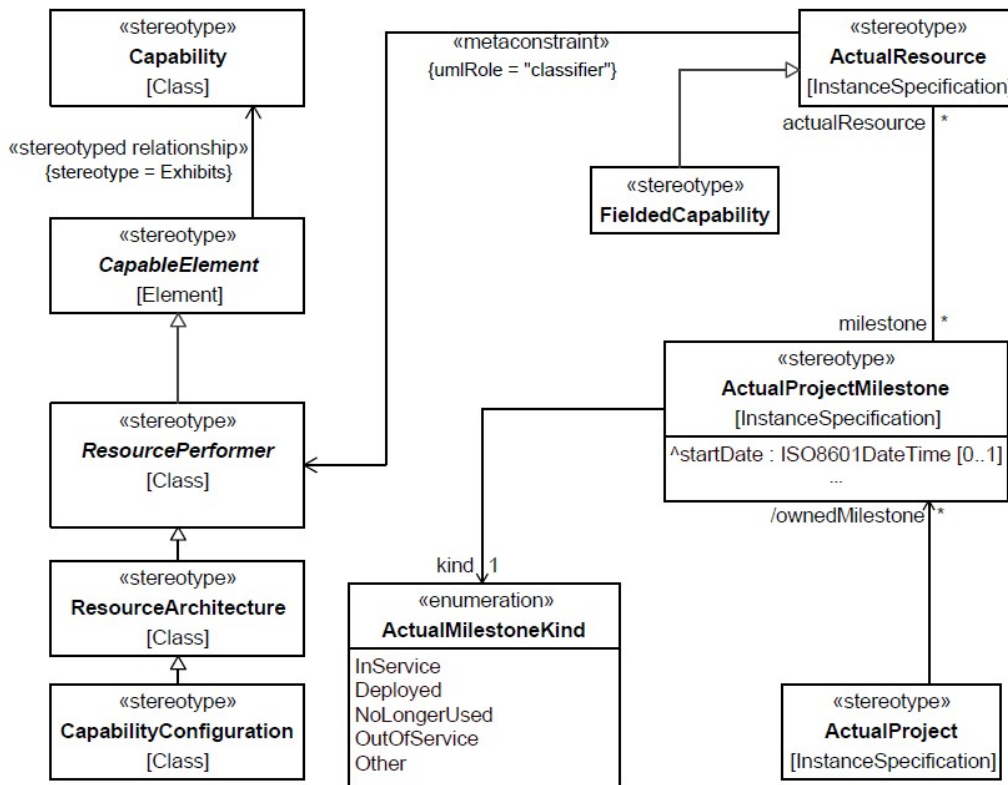 «stereotype»
Capability
[Class]
«stereotyped relationship»
{stereotype = Exhibits}
«stereotype»
CapableElement
[Element]
«stereotype»
ResourcePerformer
[Class]
«stereotype»
ResourceArchitecture
[Class]
«stereotype»
CapabilityConfiguration
[Class]
«metaconstraint»
{umlRole = "classifier"}
«stereotype»
ActualResource
[InstanceSpecification]
actualResource *
«stereotype»
FieldedCapability
milestone *
«stereotype»
ActualProjectMilestone
[InstanceSpecification]
^startDate : ISO8601DateTime [0..1]
...
/ownedMilestone *
kind 1
«enumeration»
ActualMilestoneKind
InService
Deployed
NoLongerUsed
OutOfService
Other
«stereotype»
ActualProject
[InstanceSpecification]